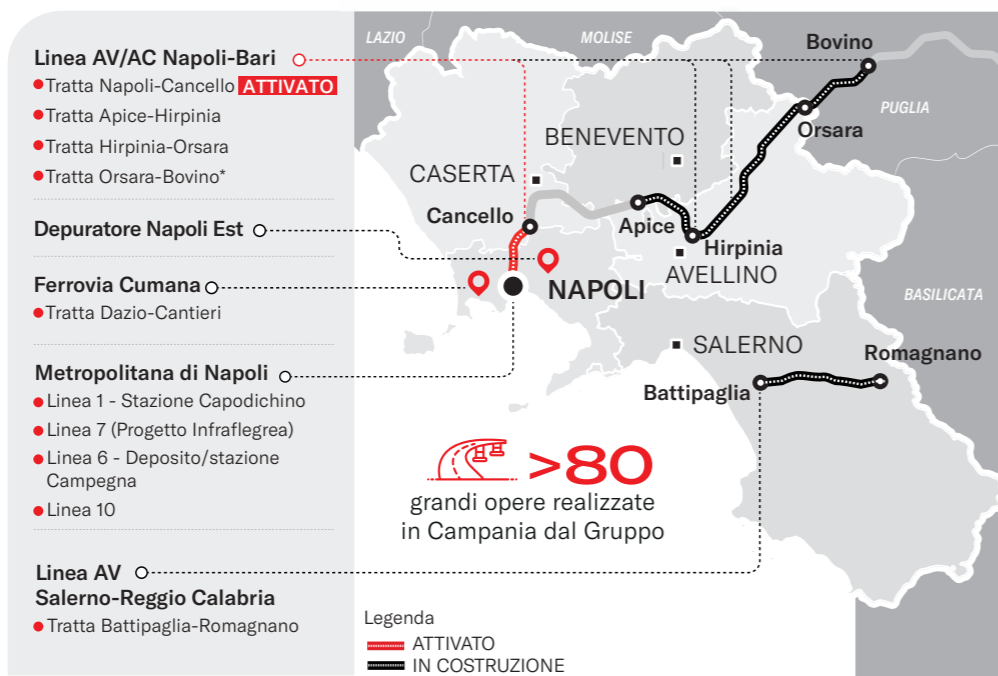 Linea AV/AC Napoli-Bari
Tratta Napoli-Cancello ATTIVATO
Tratta Apice-Hirpinia
Tratta Hirpinia-Orsara
Tratta Orsara-Bovino*
Depuratore Napoli Est
Ferrovia Cumana
Tratta Dazio-Cantieri
Metropolitana di Napoli
Linea 1 - Stazione Capodichino
Linea 7 (Progetto Infraflegrea)
Linea 6 - Deposito/stazione
Campegna
Linea 10
Linea AV
Salerno-Reggio Calabria
Tratta Battipaglia-Romagnano
LAZIO
MOLISE
Bovino
PUGLIA
Orsara
BENEVENTO
CASERTA
Cancello
Apice
Hirpinia
AVELLINO
NAPOLI
BASILICATA
SALERNO
Romagnano
Battipaglia
>80
grandi opere realizzate
in Campania dal Gruppo
Legenda
ATTIVATO
IN COSTRUZIONE